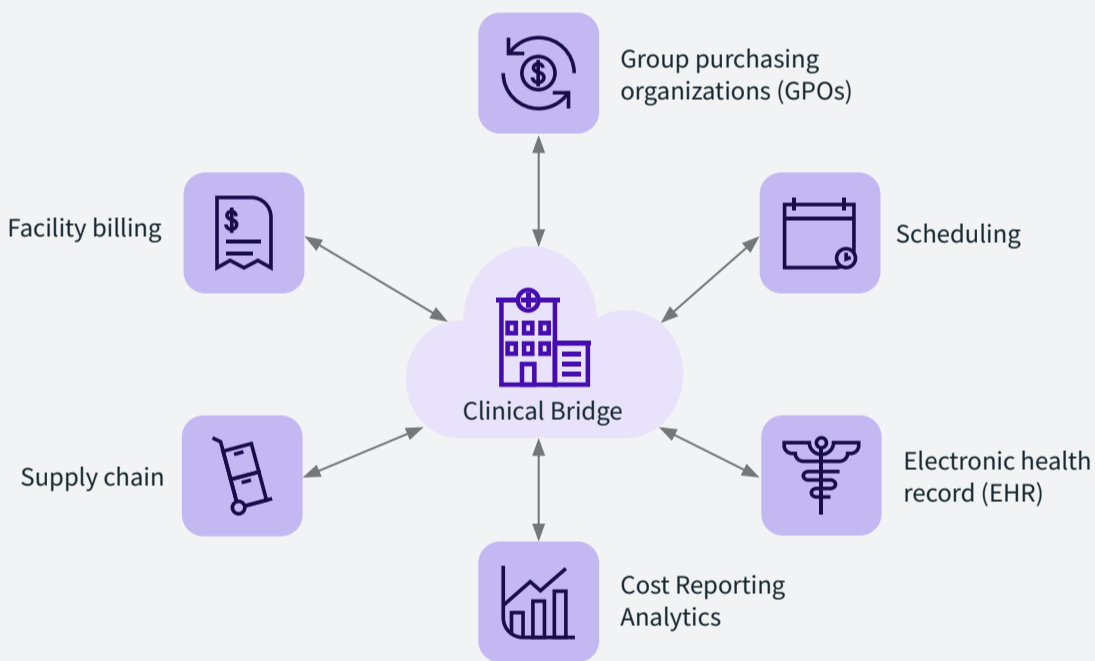 Group purchasing
organizations (GPOs)
Facility billing
Scheduling
Clinical Bridge
Supply chain
Electronic health
record (EHR)
Cost Reporting
Analytics